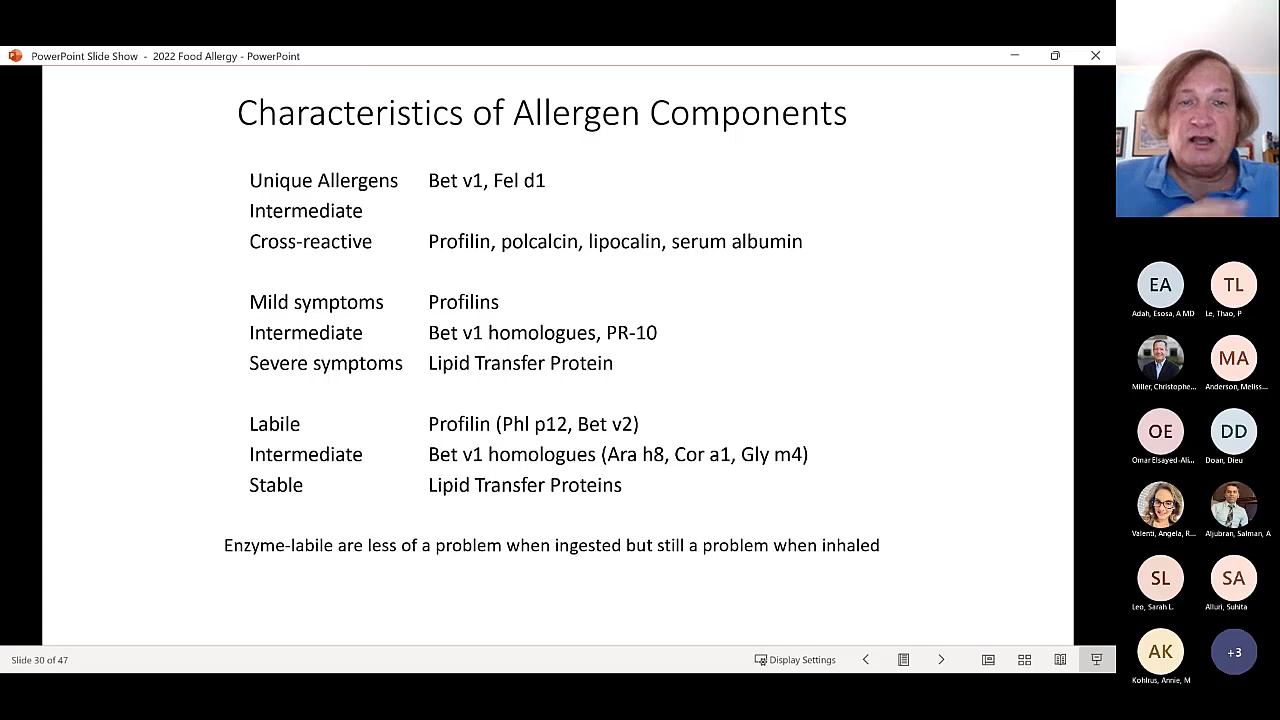 PowerPoint Slide Show - 2022 Food Allergy - PowerPoint
Characteristics of Allergen Components
Unique Allergens Bet v1, Fel d1
Intermediate
Cross-reactive Profilin, polcalcin, lipocalin, serum albumin
Mild symptoms Profilins
Intermediate Bet v1 homologues, PR-10
Severe symptoms Lipid Transfer Protein
Labile Profilin (Phl p12, Bet v2)
Intermediate Bet v1 homologues (Ara h8, Cor a1, Gly m4)
Stable Lipid Transfer Proteins
Enzyme-labile are less of a problem when ingested but still a problem when inhaled
Slide 30 of 47
Display Settings
EA TL
Adah, Esosa, A MD Le, Thao, P
MA
Miller, Christophe... Anderson, Meliss...
OE DD
Omar Elsayed-Ali... Doan, Dieu
Valenti, Angela, R... Aljubran, Salman, A
SL SA
Leo, Sarah L. Alluri, Suhita
AK +3
Kohlrus, Annie, M